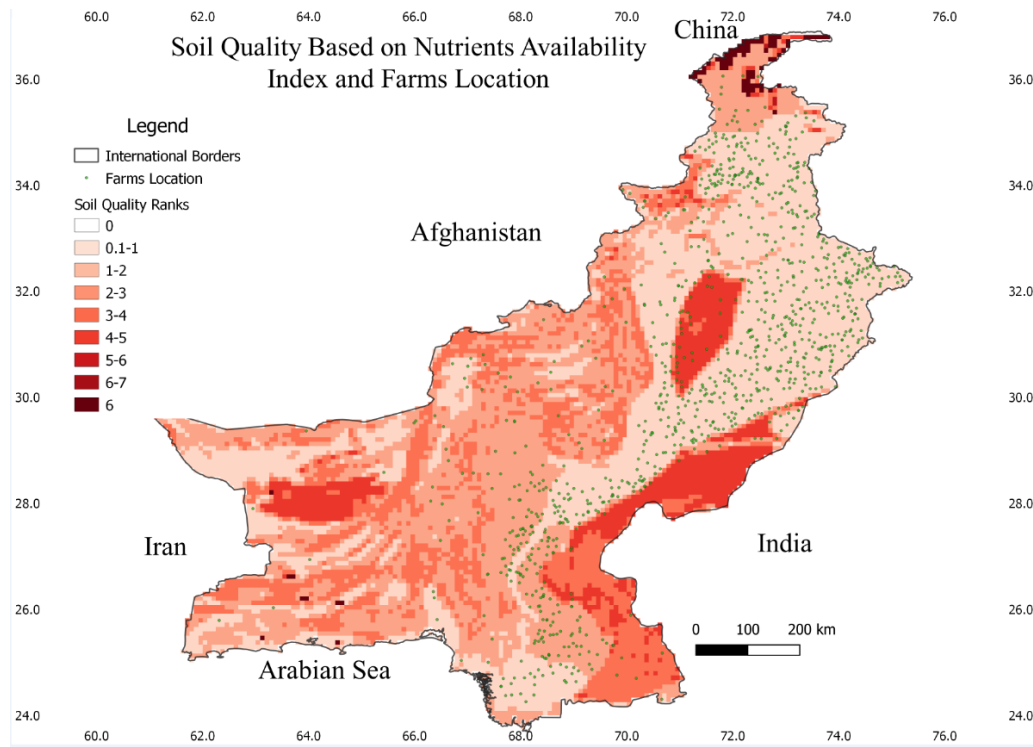 60.0 62.0 64.0 66.0 68.0 70.0 72.0 74.0 76.0
China
Soil Quality Based on Nutrients Availability
Index and Farms Location
36.0 36.0
Legend
International Borders
Farms Location
34.0 34.0
Soil Quality Ranks
0
0.1-1
Afghanistan
1-2
2-3
32.0 32.0
3-4
4-5
5-6
6-7
30.0 30.0
6
28.0 28.0
Iran
India
26.0 26.0
0 100 200 km
Arabian Sea
24.0 24.0
60.0 62.0 64.0 66.0 68.0 70.0 72.0 74.0 76.0